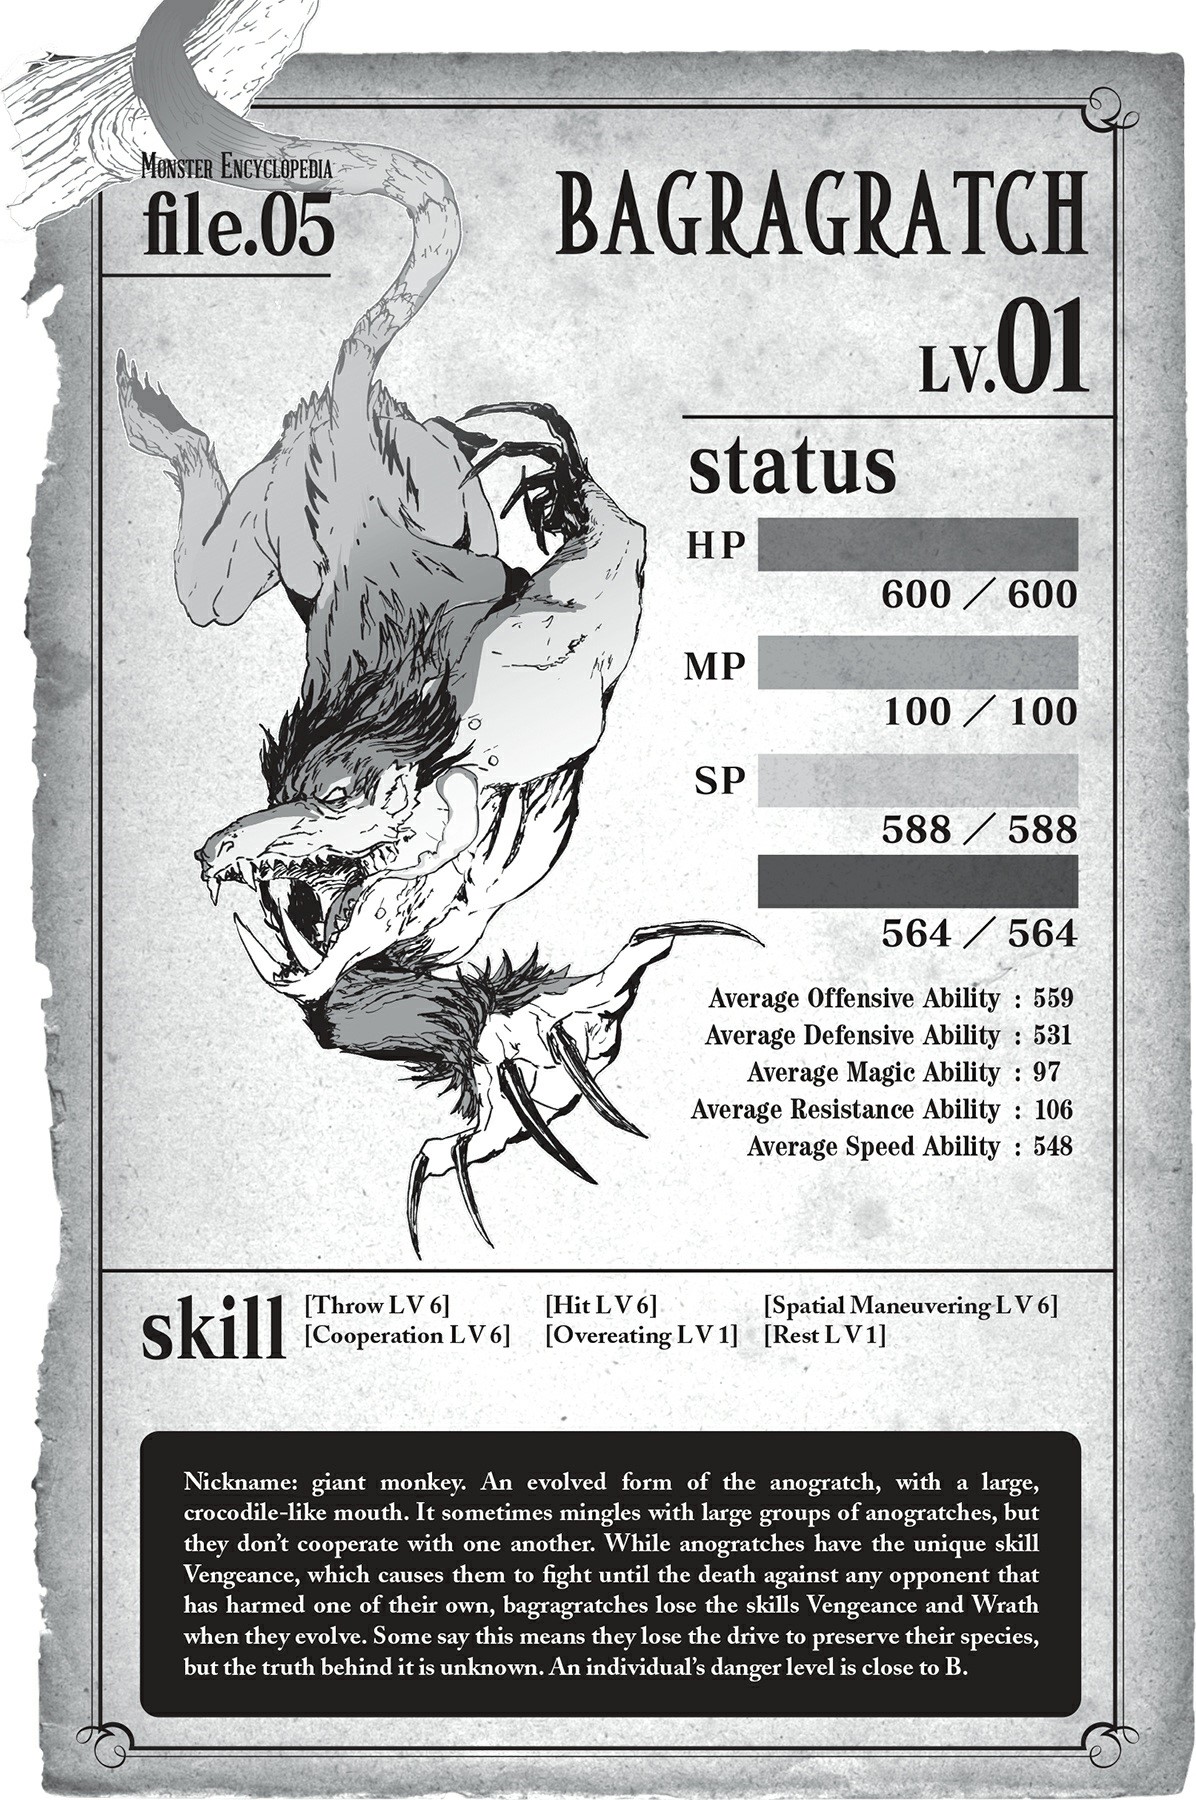 MONSTER ENCYCLOPEDIA
file.05
BAGRAGRATCH
LV.01
status
HP
600 / 600
MP
100 / 100
SP
588 / 588
564 / 564
Average Offensive Ability : 559
Average Defensive Ability : 531
Average Magic Ability : 97
Average Resistance Ability : 106
Average Speed Ability : 548
skill
[Throw LV 6] [Hit LV 6] [Spatial Maneuvering LV 6]
[Cooperation LV 6] [Overeating LV 1] [Rest LV 1]
Nickname: giant monkey. An evolved form of the anogratch, with a large,
crocodile-like mouth. It sometimes mingles with large groups of anogratches, but
they don't cooperate with one another. While anogratches have the unique skill
Vengeance, which causes them to fight until the death against any opponent that
has harmed one of their own, bagragratches lose the skills Vengeance and Wrath
when they evolve. Some say this means they lose the drive to preserve their species,
but the truth behind it is unknown. An individual's danger level is close to B.